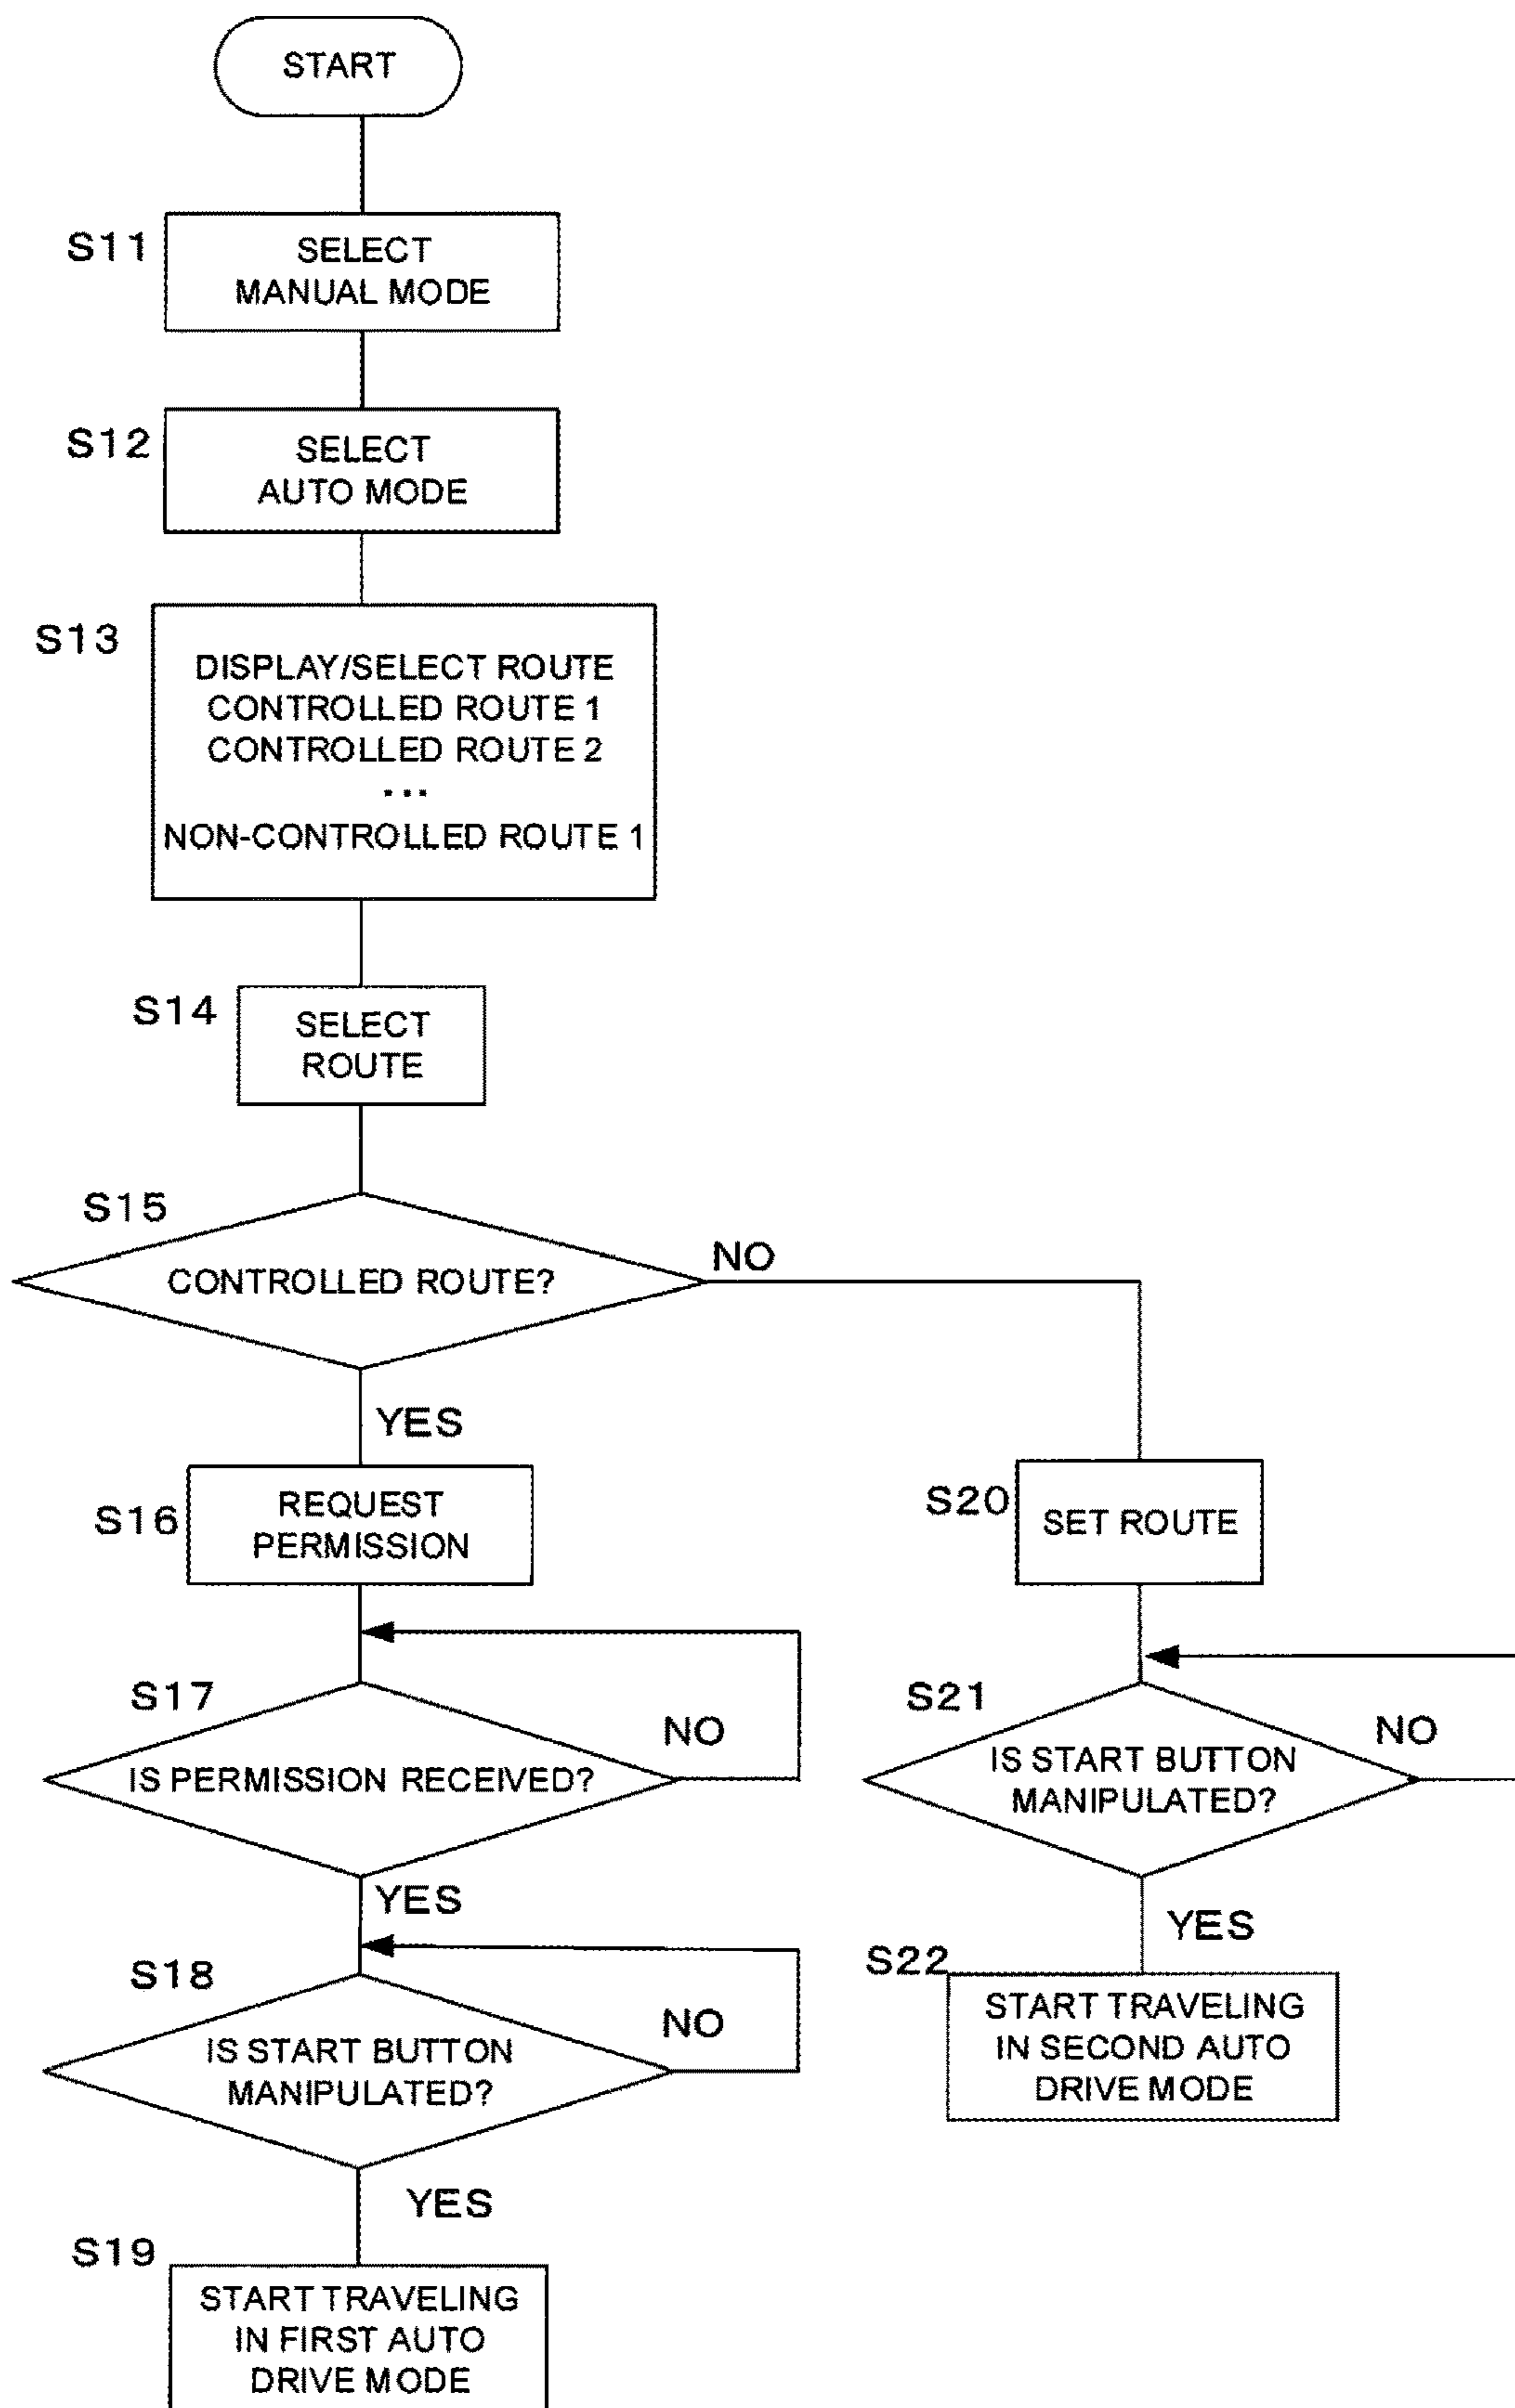 START
S11
SELECT
MANUAL MODE
S12
SELECT
AUTO MODE
S13
DISPLAY/SELECT ROUTE
CONTROLLED ROUTE 1
CONTROLLED ROUTE 2
...
NON-CONTROLLED ROUTE 1
S14
SELECT
ROUTE
S15
CONTROLLED ROUTE?
NO
YES
S16
REQUEST
PERMISSION
S17
IS PERMISSION RECEIVED?
NO
YES
S18
IS START BUTTON
MANIPULATED?
NO
YES
S19
START TRAVELING
IN FIRST AUTO
DRIVE MODE
S20
SET ROUTE
S21
IS START BUTTON
MANIPULATED?
NO
YES
S22
START TRAVELING
IN SECOND AUTO
DRIVE MODE